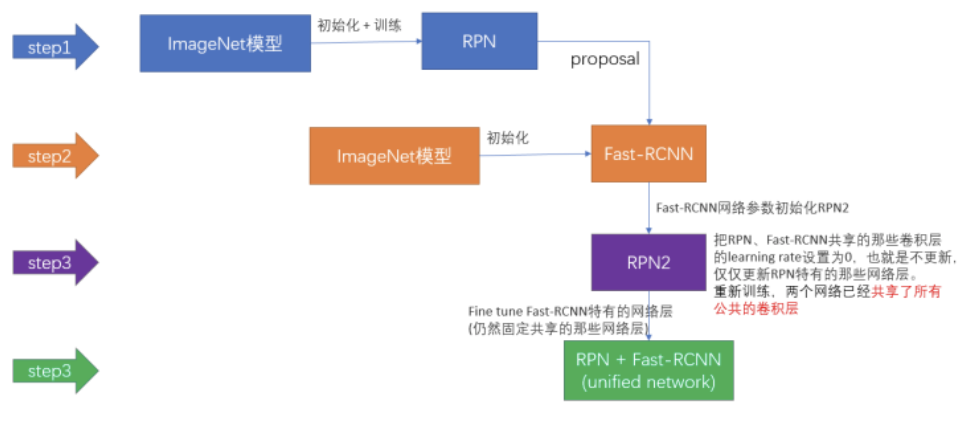 step1
ImageNet模型
初始化 + 训练
RPN
proposal
step2
ImageNet模型
初始化
Fast-RCNN
Fast-RCNN网络参数初始化RPN2
step3
RPN2
把RPN、Fast-RCNN共享的那些卷积层
的learning rate设置为0，也就是不更新，
仅仅更新RPN特有的那些网络层。
重新训练，两个网络已经共享了所有
公共的卷积层
Fine tune Fast-RCNN特有的网络层
(仍然固定共享的那些网络层)
step3
RPN + Fast-RCNN
(unified network)